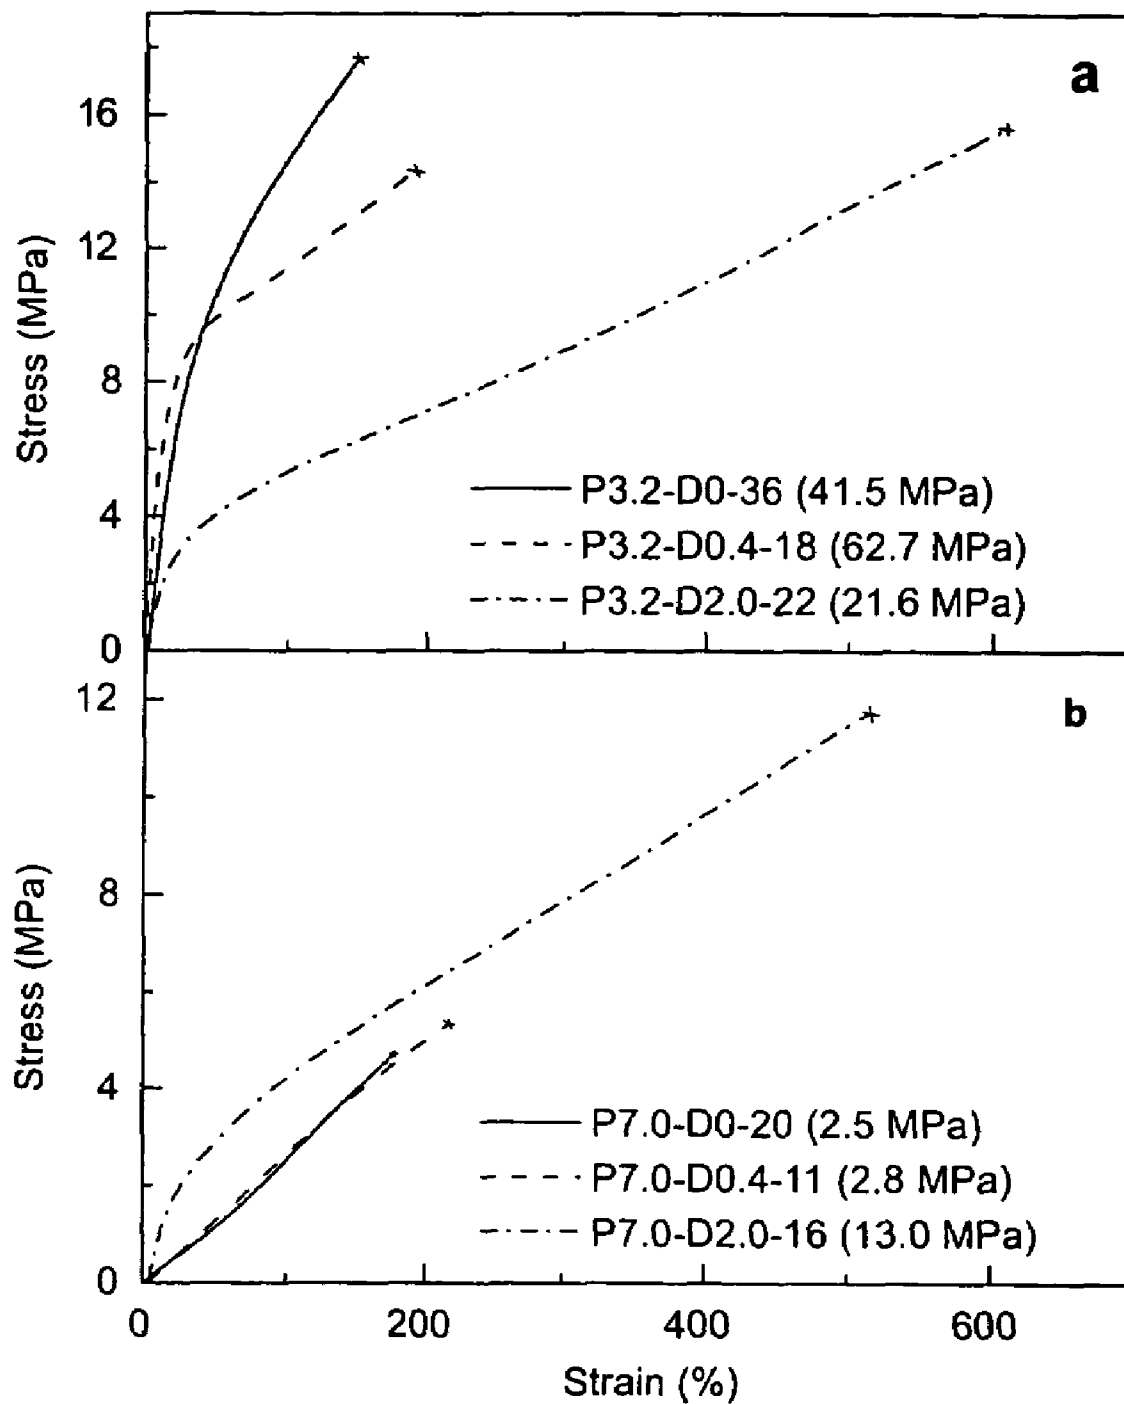 a
16
12
8
4
0
Stress (MPa)
P3.2-D0-36 (41.5 MPa)
P3.2-D0.4-18 (62.7 MPa)
P3.2-D2.0-22 (21.6 MPa)
b
12
8
4
0
Stress (MPa)
P7.0-D0-20 (2.5 MPa)
P7.0-D0.4-11 (2.8 MPa)
P7.0-D2.0-16 (13.0 MPa)
0 200 400 600
Strain (%)